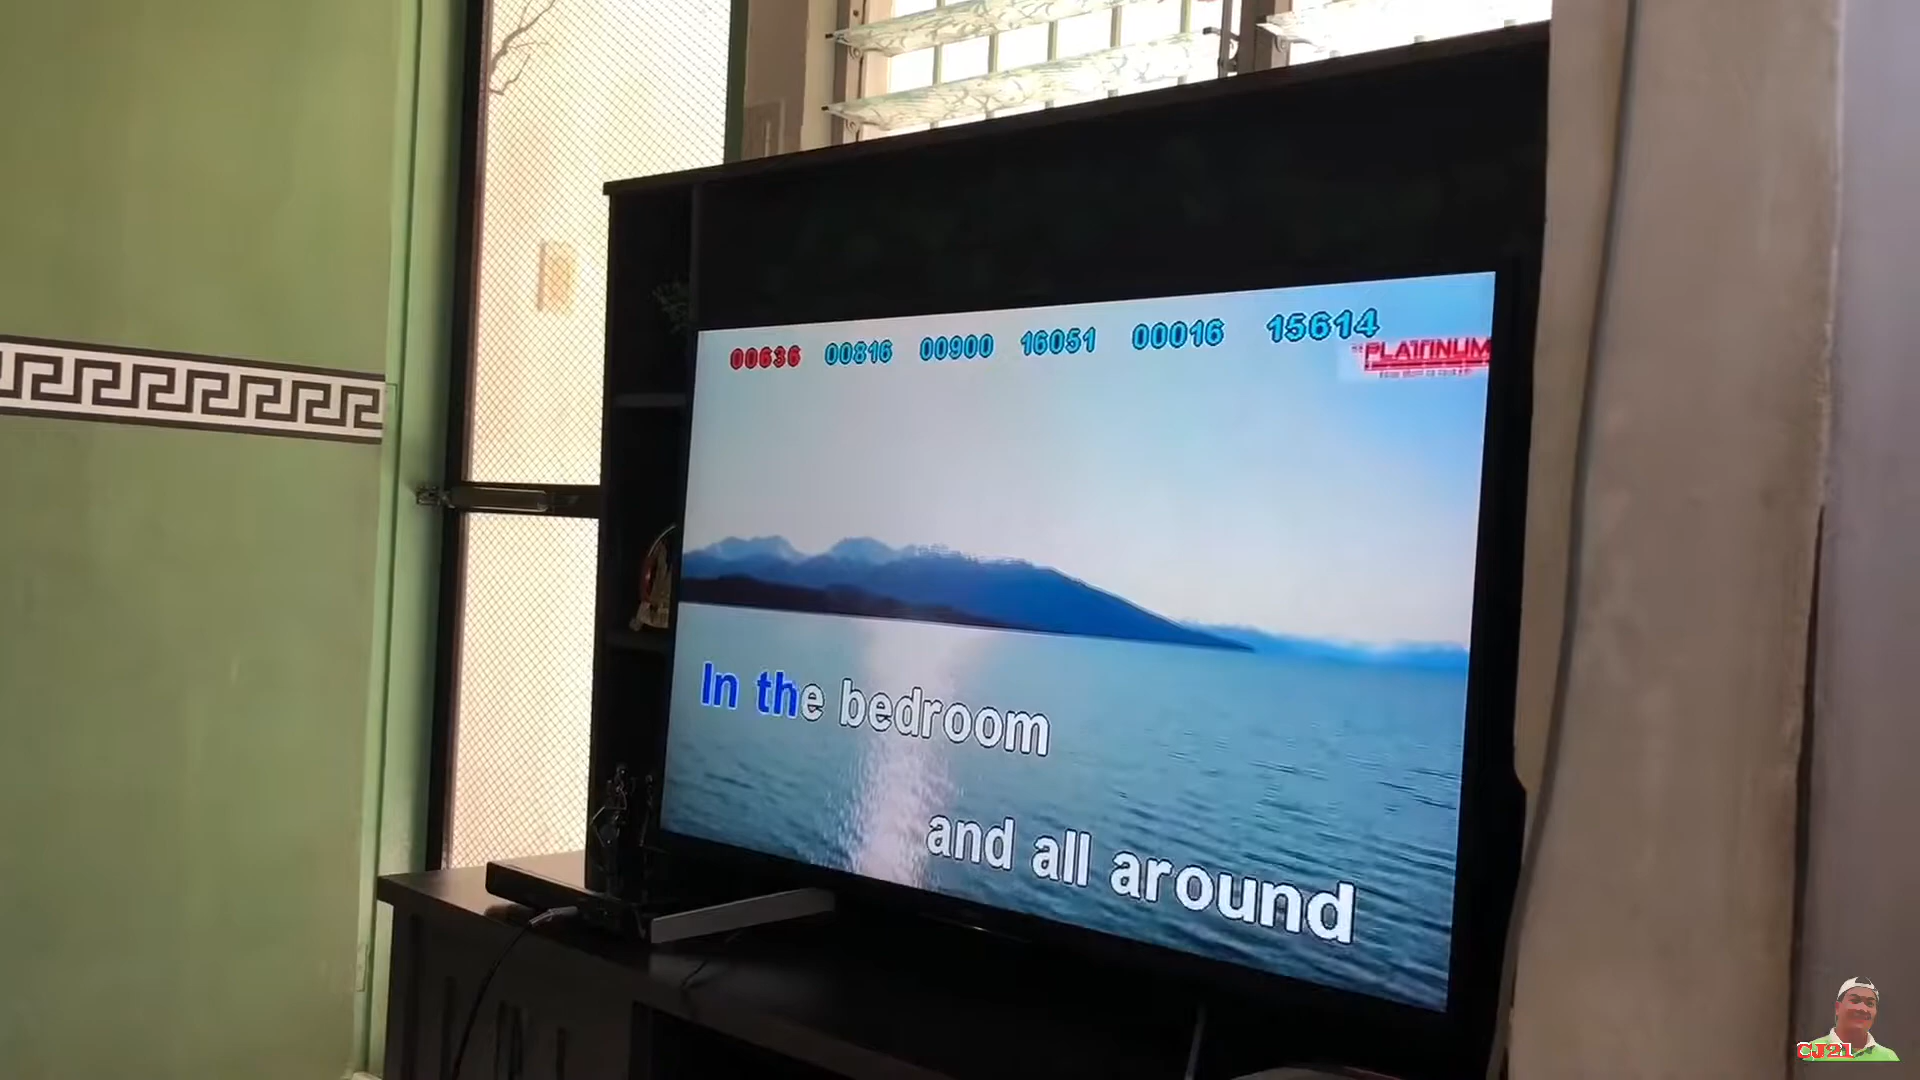 00636 00816 00900 16051 00016 15614
PLATINUM
In the bedroom
and all around
CJ21